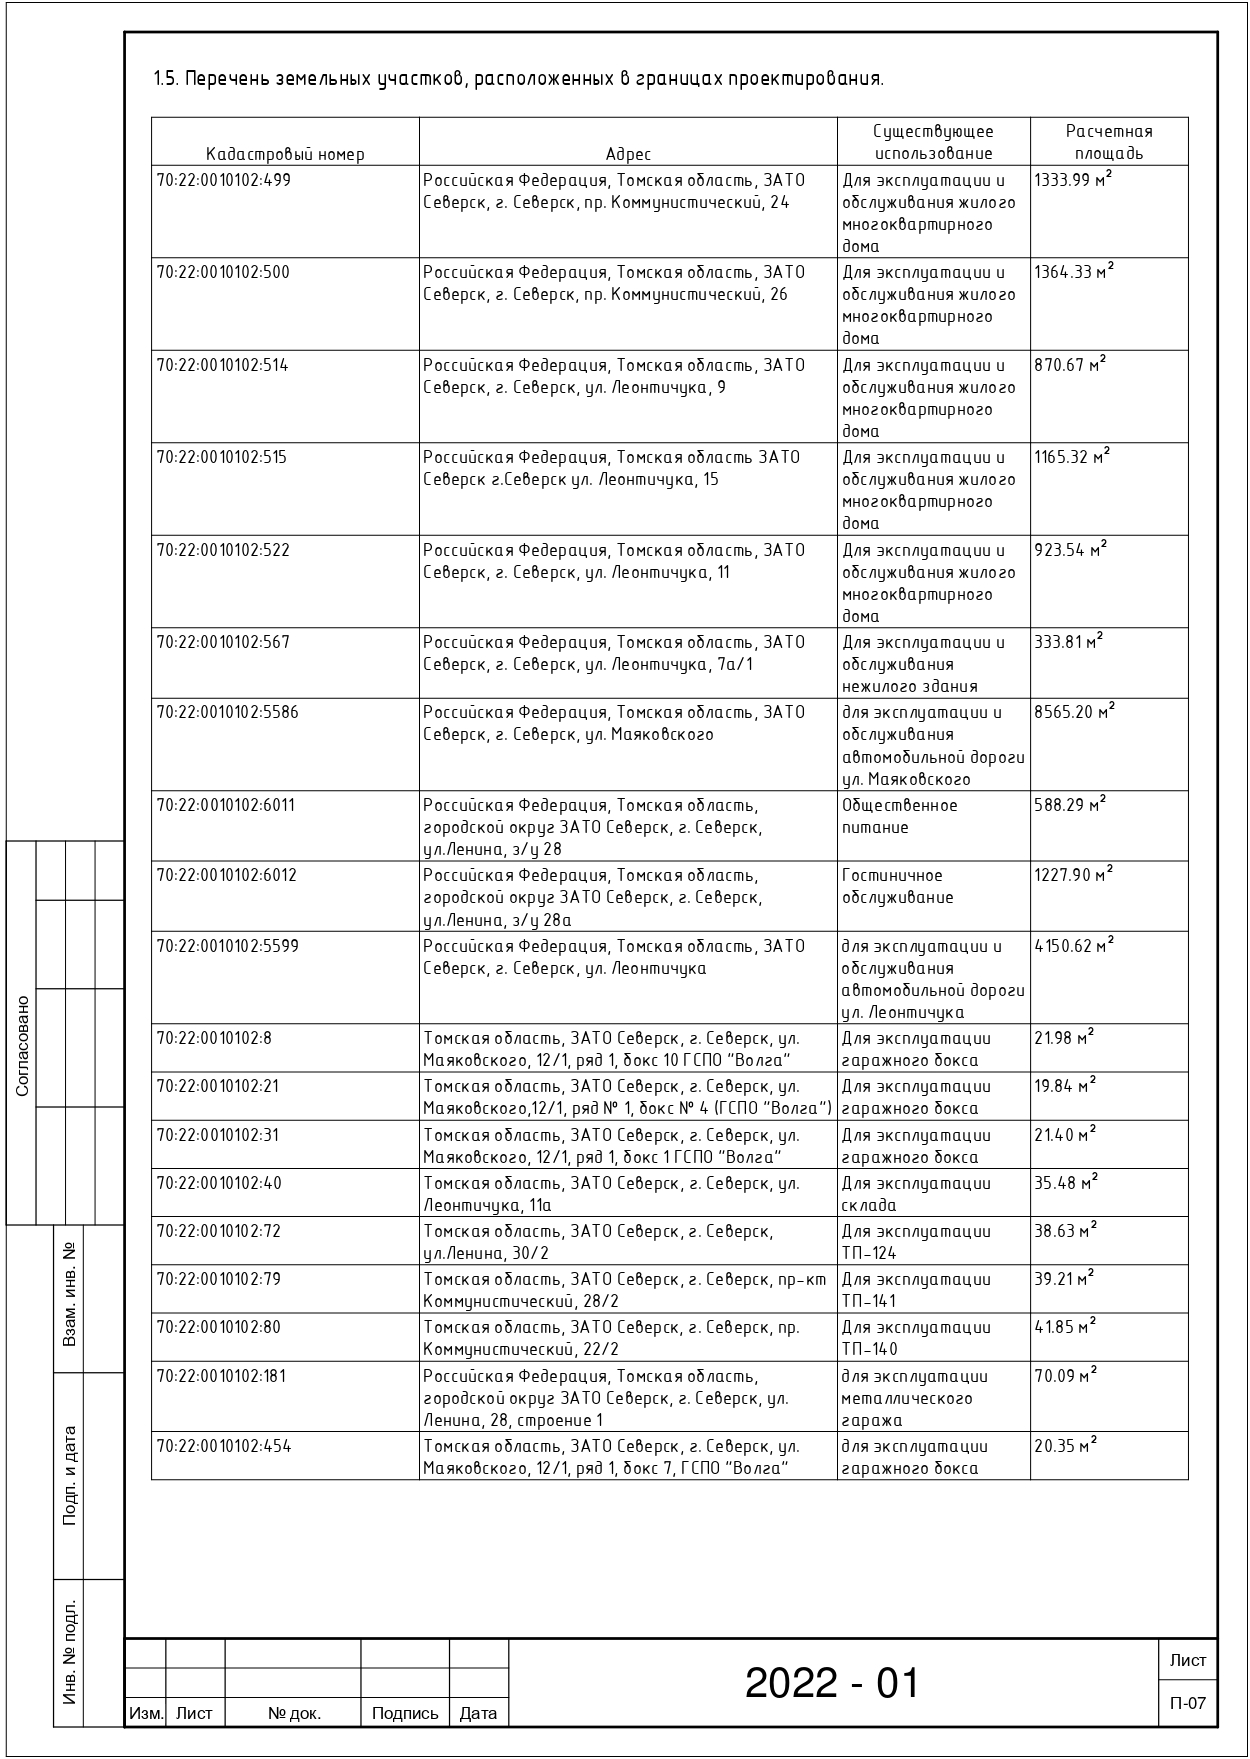 1.5. Перечень земельных участков, расположенных в границах проектирования.
Кадастровый номер
Адрес
Существующее
использование
Расчетная
площадь
70:22:0010102:499
Российская Федерация, Томская область, ЗАТО
Северск, г. Северск, пр. Коммунистический, 24
Для эксплуатации и
обслуживания жилого
многоквартирного
дома
1333.99 м²
70:22:0010102:500
Российская Федерация, Томская область, ЗАТО
Северск, г. Северск, пр. Коммунистический, 26
Для эксплуатации и
обслуживания жилого
многоквартирного
дома
1364.33 м²
70:22:0010102:514
Российская Федерация, Томская область, ЗАТО
Северск, г. Северск, ул. Леонтичука, 9
Для эксплуатации и
обслуживания жилого
многоквартирного
дома
870.67 м²
70:22:0010102:515
Российская Федерация, Томская область ЗАТО
Северск г.Северск ул. Леонтичука, 15
Для эксплуатации и
обслуживания жилого
многоквартирного
дома
1165.32 м²
70:22:0010102:522
Российская Федерация, Томская область, ЗАТО
Северск, г. Северск, ул. Леонтичука, 11
Для эксплуатации и
обслуживания жилого
многоквартирного
дома
923.54 м²
70:22:0010102:567
Российская Федерация, Томская область, ЗАТО
Северск, г. Северск, ул. Леонтичука, 7а/1
Для эксплуатации и
обслуживания
нежилого здания
333.81 м²
70:22:0010102:5586
Российская Федерация, Томская область, ЗАТО
Северск, г. Северск, ул. Маяковского
для эксплуатации и
обслуживания
автомобильной дороги
ул. Маяковского
8565.20 м²
70:22:0010102:6011
Российская Федерация, Томская область,
городской округ ЗАТО Северск, г. Северск,
ул.Ленина, з/у 28
Общественное
питание
588.29 м²
70:22:0010102:6012
Российская Федерация, Томская область,
городской округ ЗАТО Северск, г. Северск,
ул.Ленина, з/у 28а
Гостиничное
обслуживание
1227.90 м²
70:22:0010102:5599
Российская Федерация, Томская область, ЗАТО
Северск, г. Северск, ул. Леонтичука
для эксплуатации и
обслуживания
автомобильной дороги
ул. Леонтичука
4150.62 м²
70:22:0010102:8
Томская область, ЗАТО Северск, г. Северск, ул.
Маяковского, 12/1, ряд 1, бокс 10 ГСПО "Волга"
Для эксплуатации
гаражного бокса
21.98 м²
70:22:0010102:21
Томская область, ЗАТО Северск, г. Северск, ул.
Маяковского,12/1, ряд № 1, бокс № 4 (ГСПО "Волга")
Для эксплуатации
гаражного бокса
19.84 м²
70:22:0010102:31
Томская область, ЗАТО Северск, г. Северск, ул.
Маяковского, 12/1, ряд 1, бокс 1 ГСПО "Волга"
Для эксплуатации
гаражного бокса
21.40 м²
70:22:0010102:40
Томская область, ЗАТО Северск, г. Северск, ул.
Леонтичука, 11а
Для эксплуатации
склада
35.48 м²
70:22:0010102:72
Томская область, ЗАТО Северск, г. Северск,
ул.Ленина, 30/2
Для эксплуатации
ТП-124
38.63 м²
70:22:0010102:79
Томская область, ЗАТО Северск, г. Северск, пр-кт
Коммунистический, 28/2
Для эксплуатации
ТП-141
39.21 м²
70:22:0010102:80
Томская область, ЗАТО Северск, г. Северск, пр.
Коммунистический, 22/2
Для эксплуатации
ТП-140
41.85 м²
70:22:0010102:181
Российская Федерация, Томская область,
городской округ ЗАТО Северск, г. Северск, ул.
Ленина, 28, строение 1
для эксплуатации
металлического
гаража
70.09 м²
70:22:0010102:454
Томская область, ЗАТО Северск, г. Северск, ул.
Маяковского, 12/1, ряд 1, бокс 7, ГСПО "Волга"
для эксплуатации
гаражного бокса
20.35 м²
Согласовано
Взам. инв. №
Подп. и дата
Инв. № подл.
Изм.
Лист
№ док.
Подпись
Дата
2022 - 01
Лист
П-07